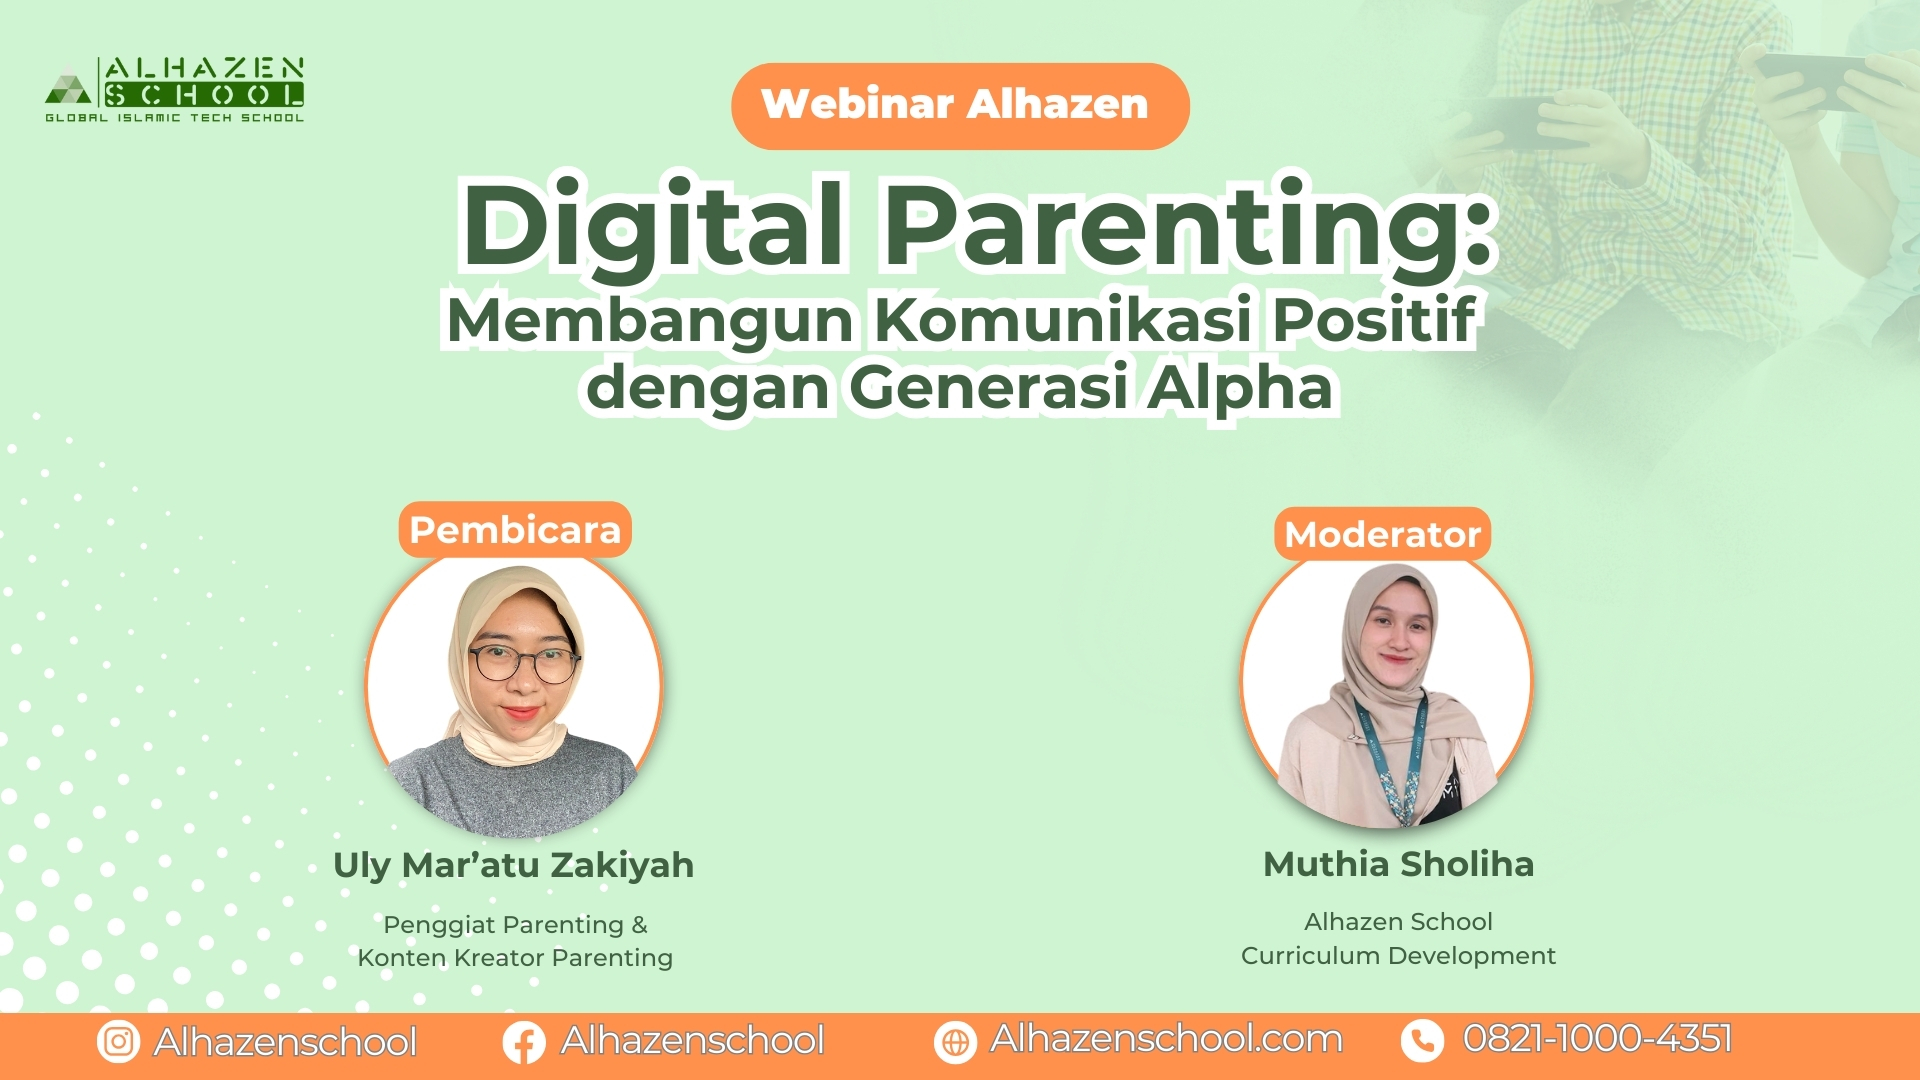 ALHAZEN
SCHOOL
GLOBAL ISLAMIC TECH SCHOOL
Webinar Alhazen
Digital Parenting:
Membangun Komunikasi Positif
dengan Generasi Alpha
Pembicara
Uly Mar’atu Zakiyah
Penggiat Parenting &
Konten Kreator Parenting
Moderator
Muthia Sholiha
Alhazen School
Curriculum Development
Alhazenschool
Alhazenschool
Alhazenschool.com
0821-1000-4351